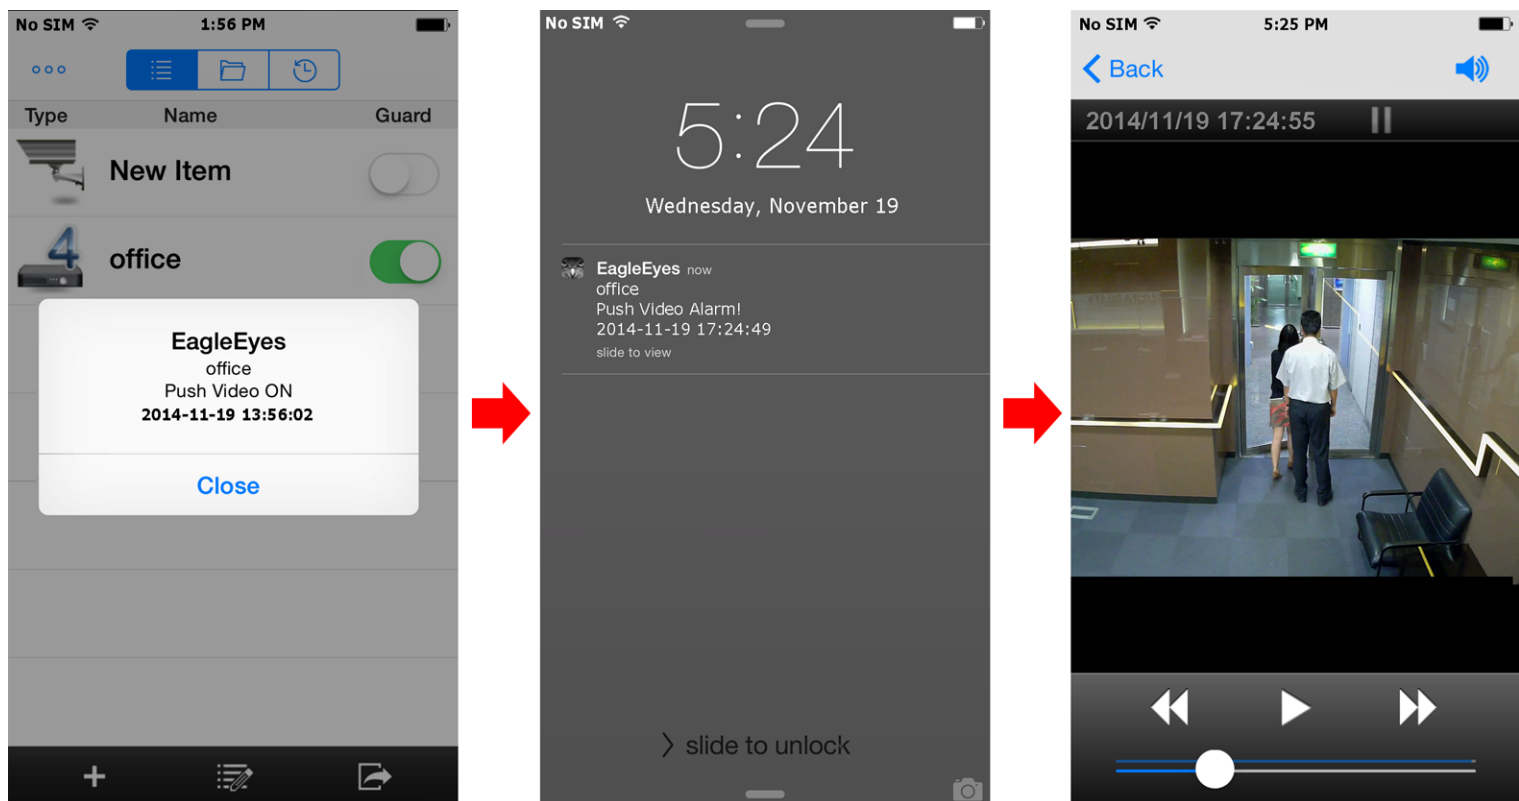 No SIM 1:56 PM
Type Name Guard
New Item
4 office
EagleEyes
office
Push Video ON
2014-11-19 13:56:02
Close
No SIM
5:24
Wednesday, November 19
EagleEyes now
office
Push Video Alarm!
2014-11-19 17:24:49
slide to view
slide to unlock
No SIM 5:25 PM
Back
2014/11/19 17:24:55